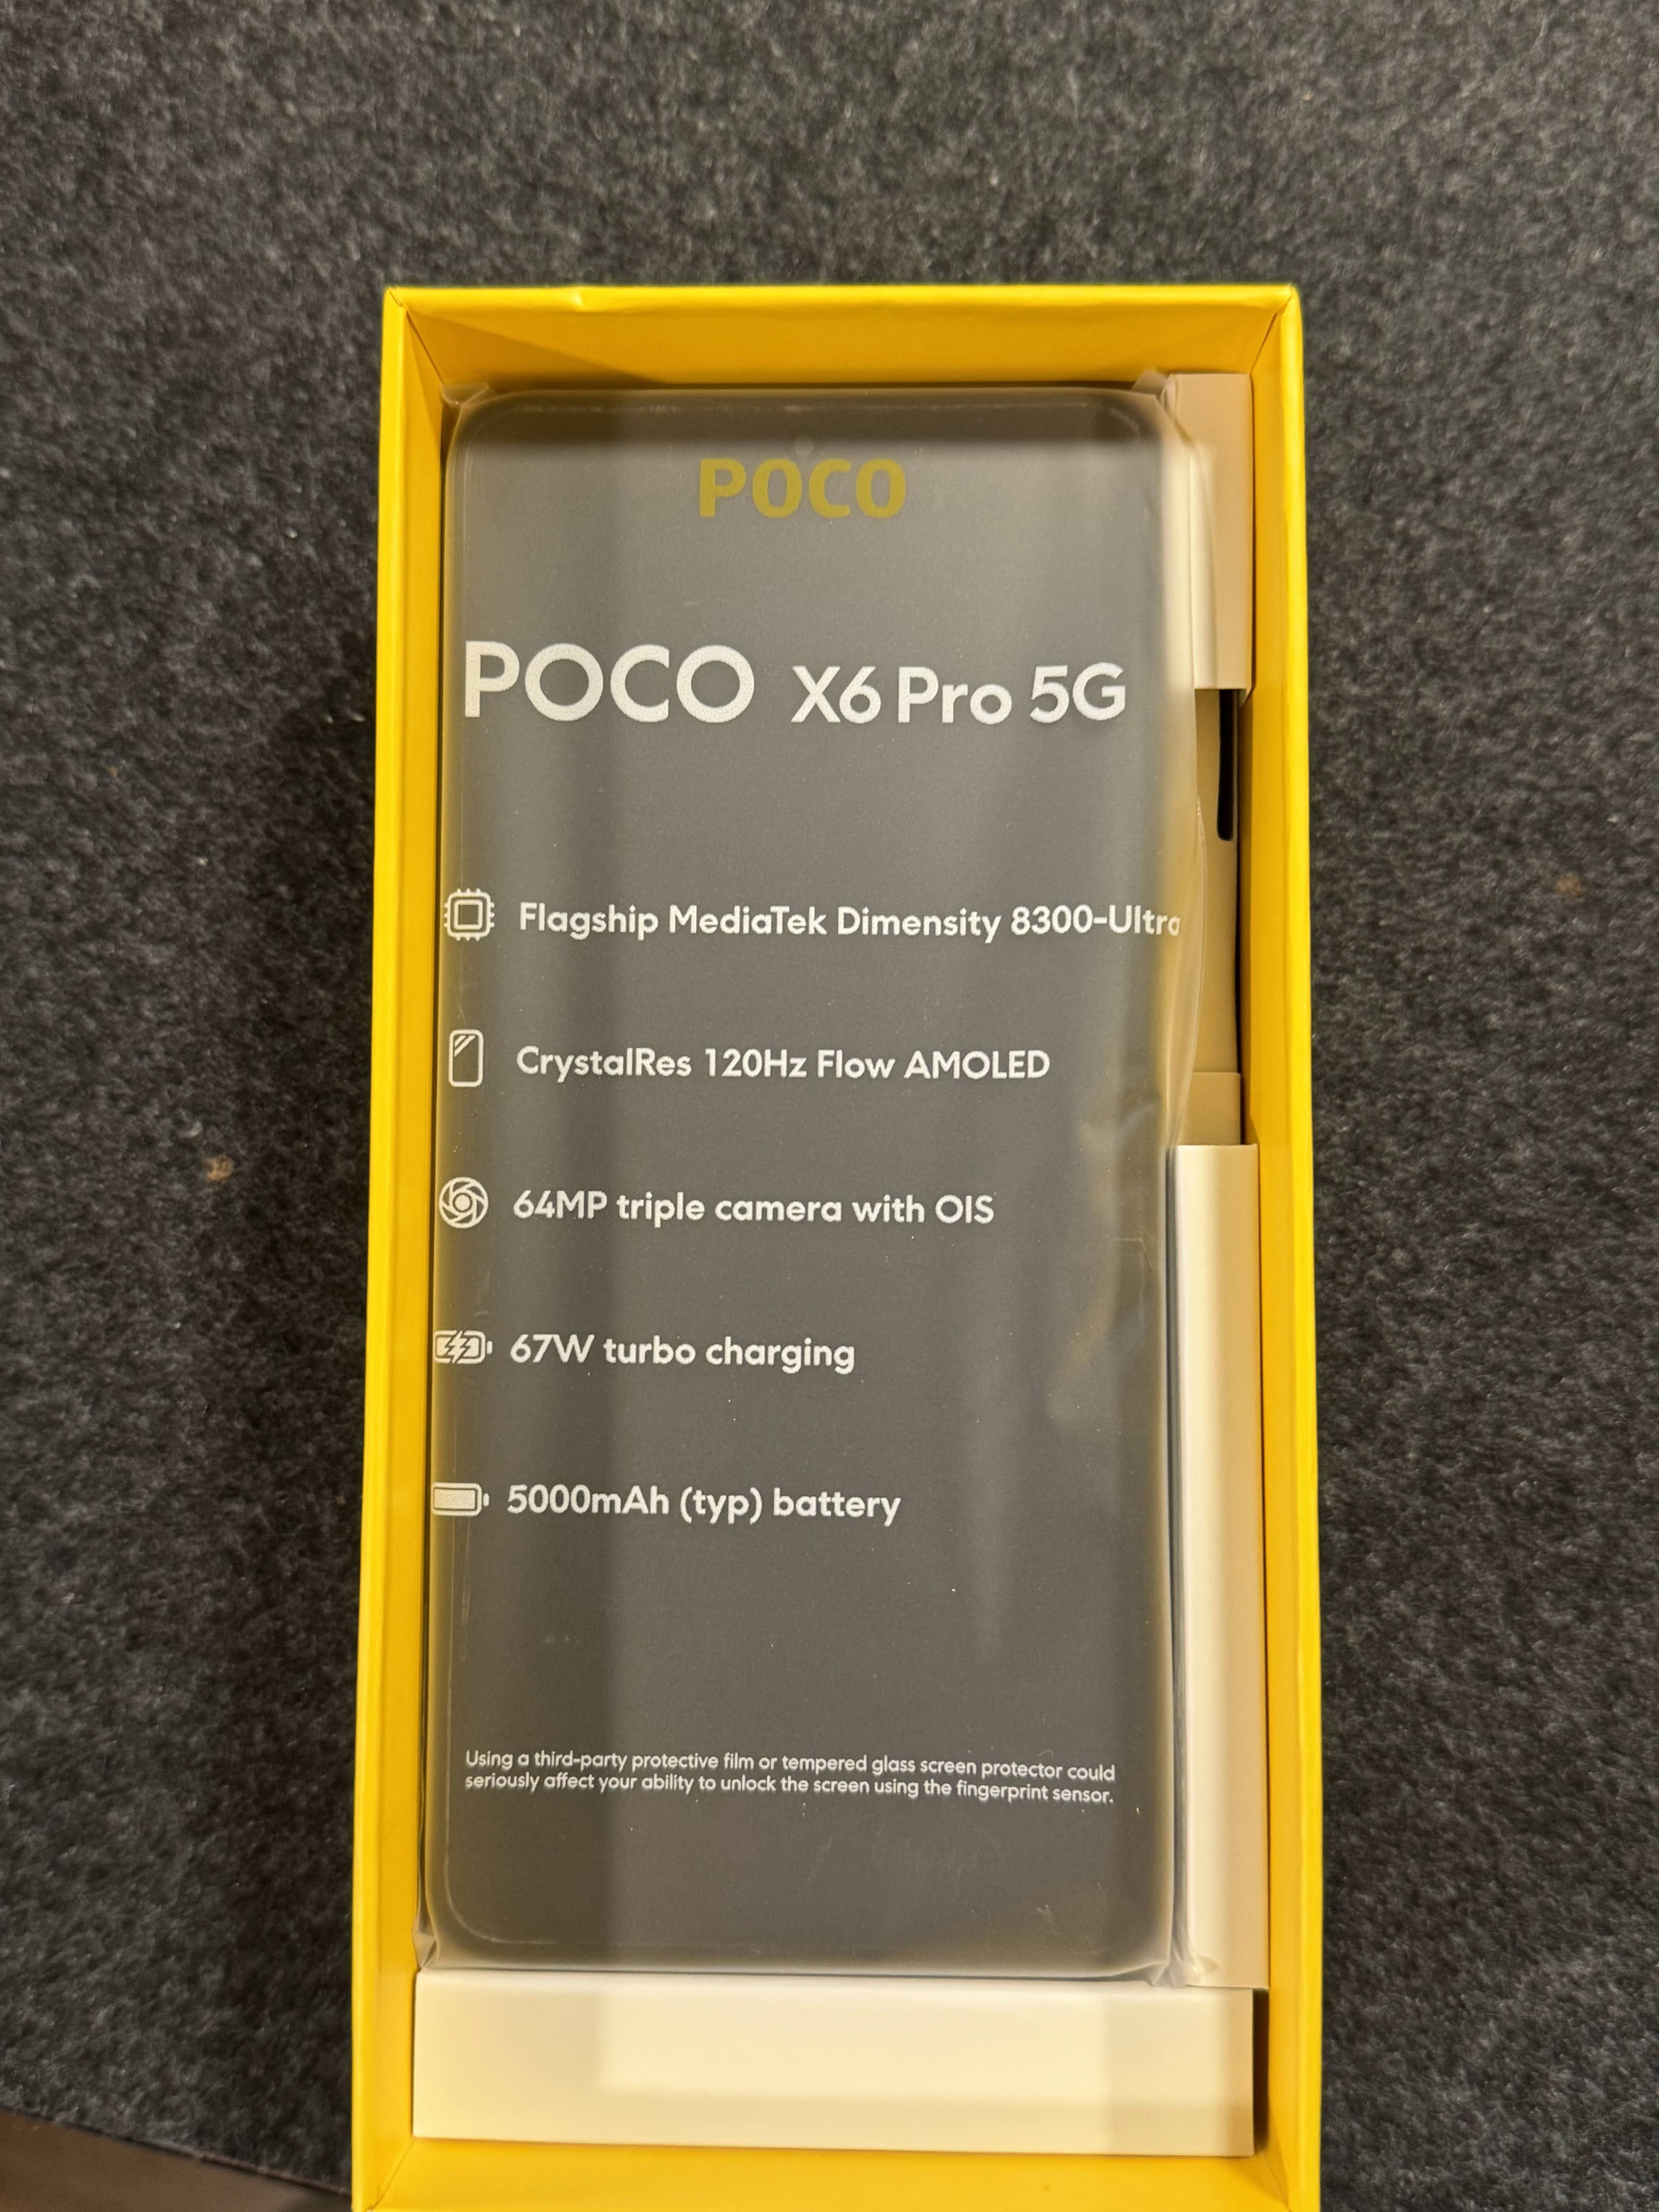 POCO
POCO X6 Pro 5G
Flagship MediaTek Dimensity 8300-Ultra
CrystalRes 120Hz Flow AMOLED
64MP triple camera with OIS
67W turbo charging
5000mAh (typ) battery
Using a third-party protective film or tempered glass screen protector could
seriously affect your ability to unlock the screen using the fingerprint sensor.